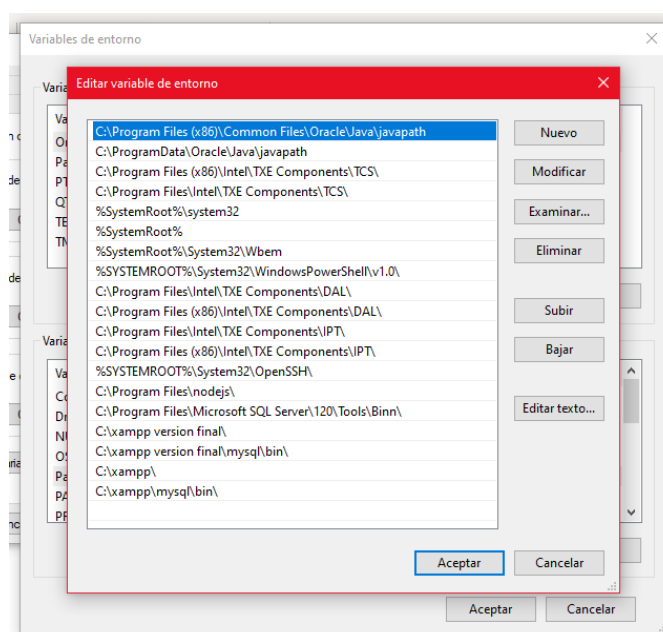 Variables de entorno
Editar variable de entorno
C:\Program Files (x86)\Common Files\Oracle\Java\javapath
C:\ProgramData\Oracle\Java\javapath
C:\Program Files (x86)\Intel\TXE Components\TCS\
C:\Program Files\Intel\TXE Components\TCS\
%SystemRoot%\system32
%SystemRoot%
%SystemRoot%\System32\Wbem
%SYSTEMROOT%\System32\WindowsPowerShell\v1.0\
C:\Program Files\Intel\TXE Components\DAL\
C:\Program Files (x86)\Intel\TXE Components\DAL\
C:\Program Files\Intel\TXE Components\IPT\
C:\Program Files (x86)\Intel\TXE Components\IPT\
%SYSTEMROOT%\System32\OpenSSH\
C:\Program Files\nodejs\
C:\Program Files\Microsoft SQL Server\120\Tools\Binn\
C:\xampp version final\
C:\xampp version final\mysql\bin\
C:\xampp\
C:\xampp\mysql\bin\
Nuevo
Modificar
Examinar...
Eliminar
Subir
Bajar
Editar texto...
Aceptar
Cancelar
Aceptar
Cancelar